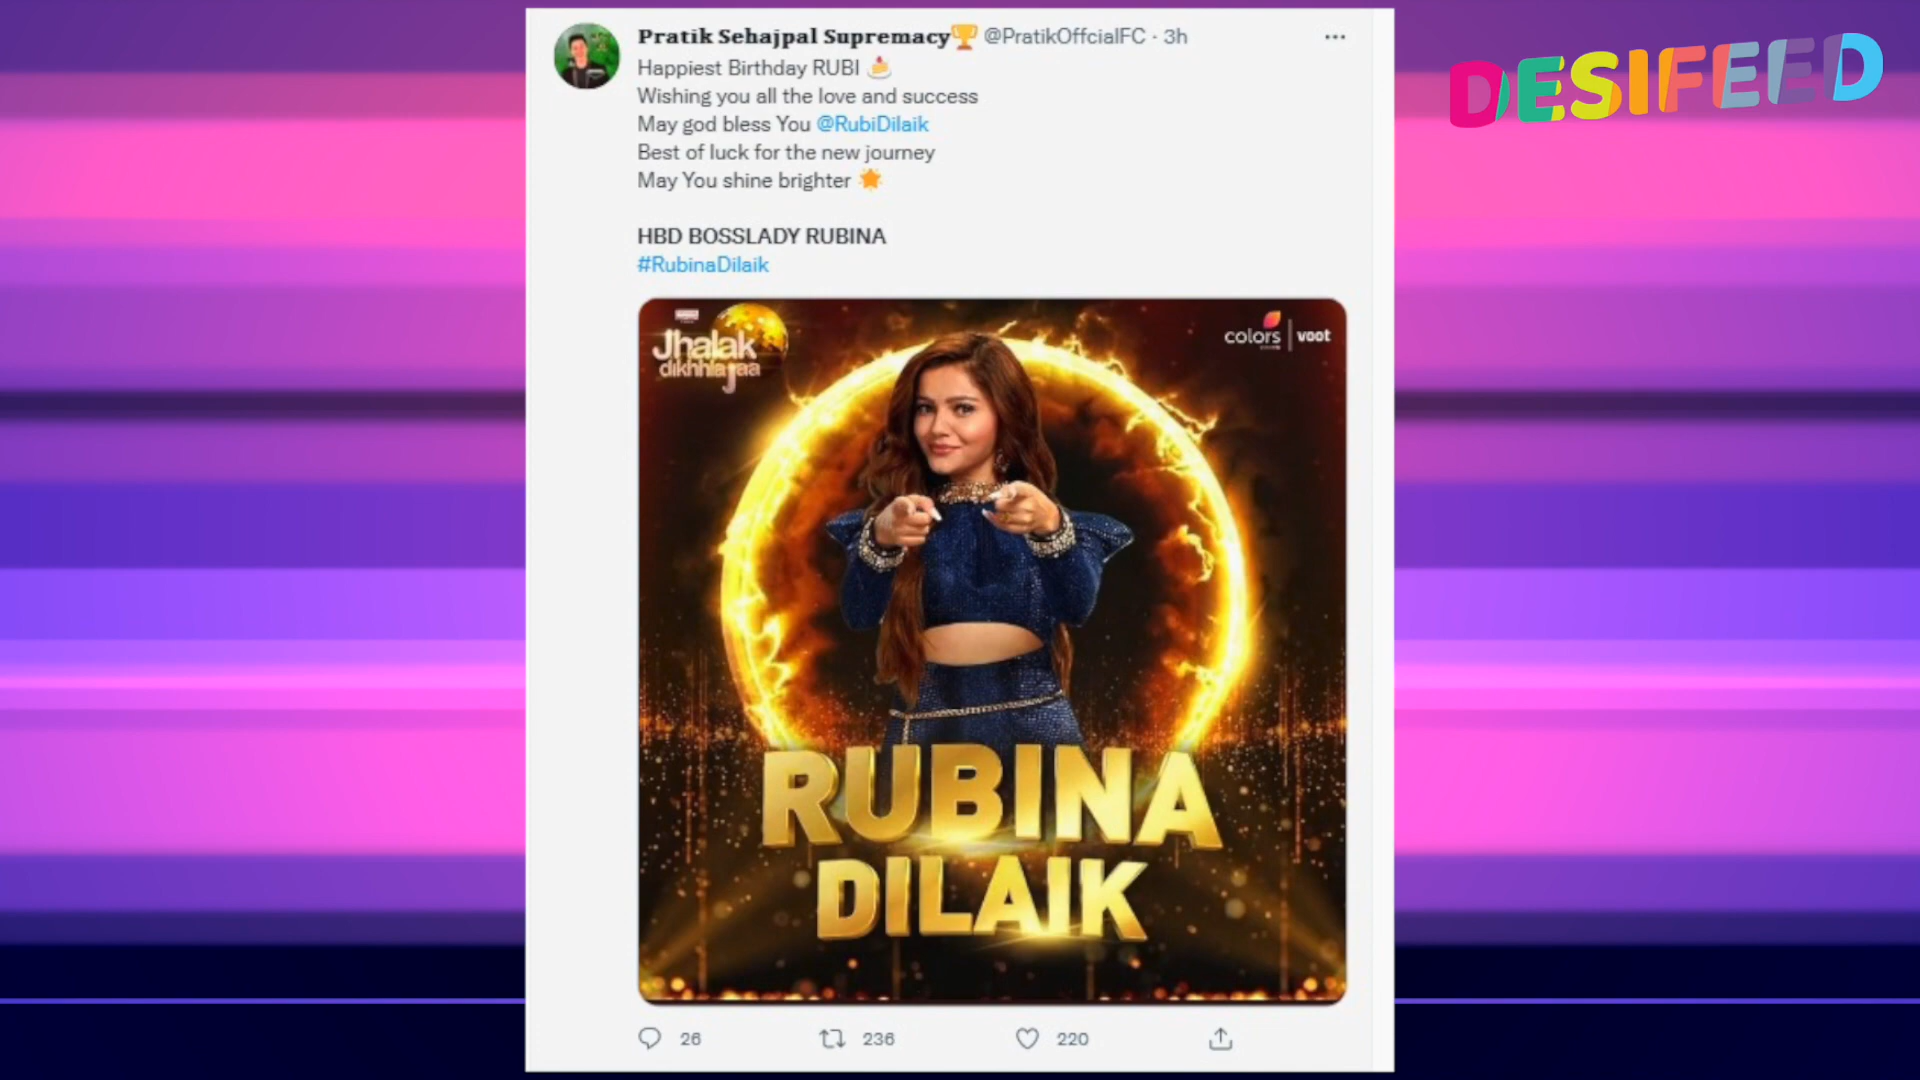 Pratik Sehajpal Supremacy🏆 @PratikOffcialFC · 3h
Happiest Birthday RUBI 🍰
Wishing you all the love and success
May god bless You @RubiDilaik
Best of luck for the new journey
May You shine brighter 🌟
HBD BOSSLADY RUBINA
#RubinaDilaik
Jhalak
dikhhla jaa
colors | voot
RUBINA
DILAIK
26 236 220
DESIFEED